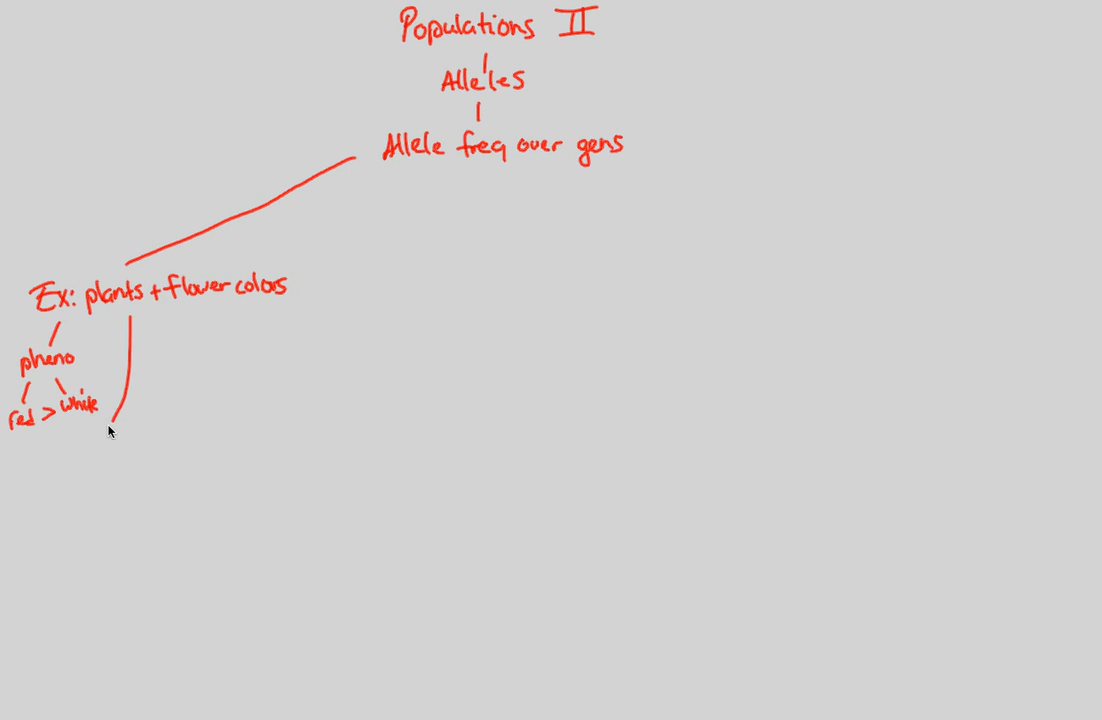 Populations II
Alleles
Allele freq over gens
Ex: plants + flower colors
pheno
red > white